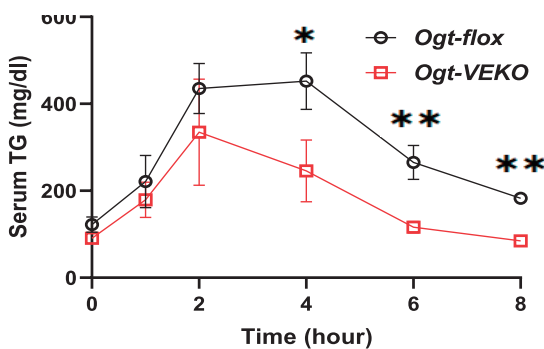 600
Ogt-flox
Ogt-VEKO
*
**
**
400
200
0
Serum TG (mg/dl)
0 2 4 6 8
Time (hour)